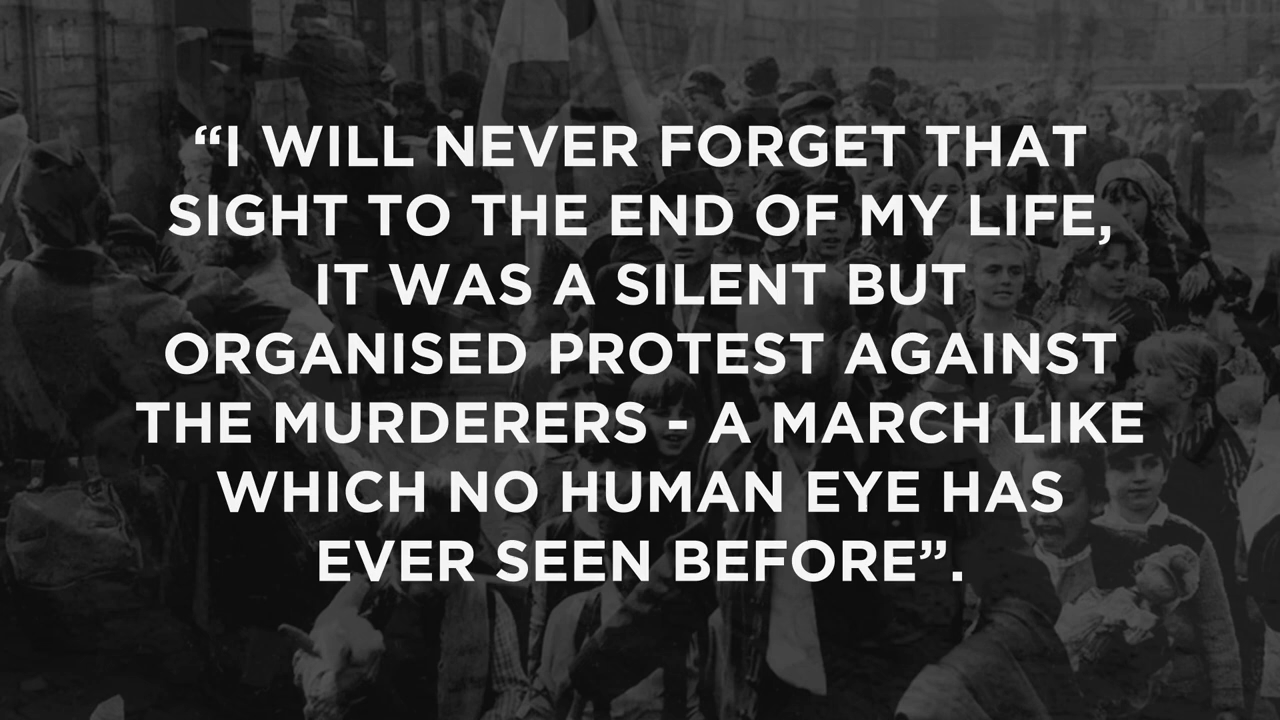 “I WILL NEVER FORGET THAT
SIGHT TO THE END OF MY LIFE,
IT WAS A SILENT BUT
ORGANISED PROTEST AGAINST
THE MURDERERS - A MARCH LIKE
WHICH NO HUMAN EYE HAS
EVER SEEN BEFORE”.